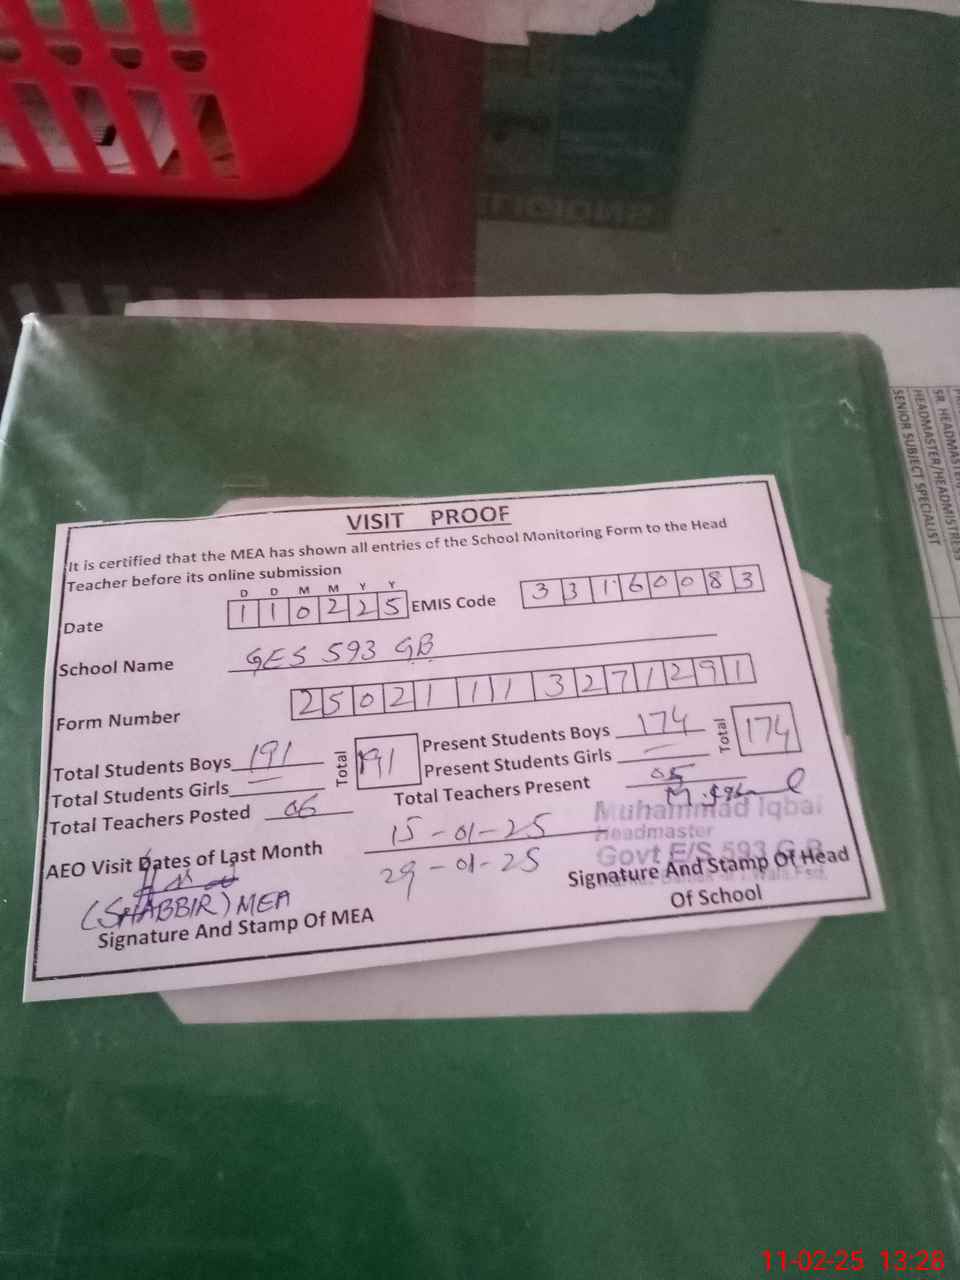 PR
SR. HEADMASTER/
HEADMASTER/HEADMISTRESS
SENIOR SUBJECT SPECIALIST
VISIT PROOF
It is certified that the MEA has shown all entries of the School Monitoring Form to the Head
Teacher before its online submission
D D M M Y Y
Date 1 1 0 2 2 5 EMIS Code 3 3 1 6 0 0 8 3
School Name GES 593 GB
Form Number 2 5 0 2 1 1 1 3 2 7 1 2 9 1
Total Students Boys 191 Total 191 Present Students Boys 174 Total 174
Total Students Girls — Present Students Girls —
Total Teachers Posted 06 Total Teachers Present 05
M. Iqbal
Muhammad Iqbal
Headmaster
Govt E/S 593 G.B
AEO Visit Dates of Last Month 15-01-25
29-01-25
(SHABBIR) MEA
Signature And Stamp Of MEA
Signature And Stamp Of Head
Of School
11-02-25 13:28